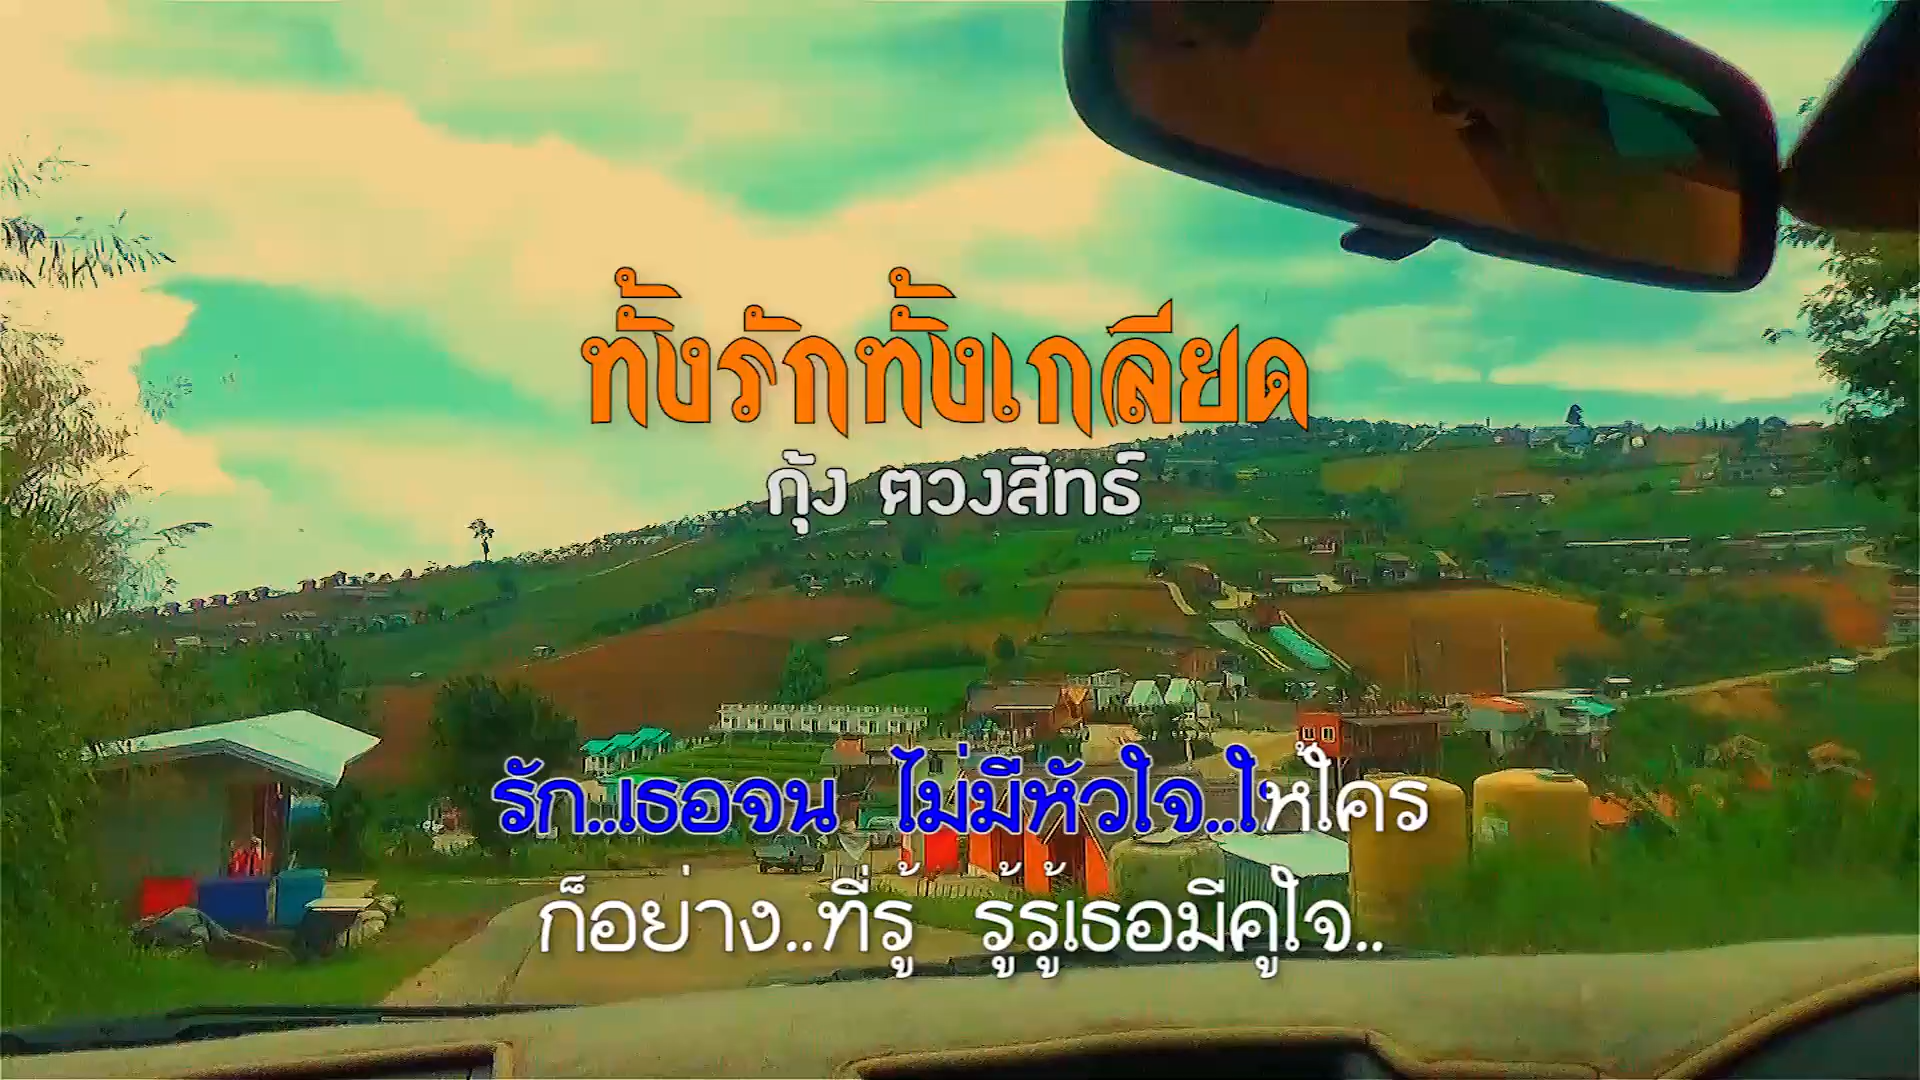 ทั้งรักทั้งเกลียด
กุ้ง ตวงสิทธ์
รัก..เธอจน ไม่มีหัวใจ..ให้ใคร
ก็อย่าง..ที่รู้ รู้รู้เธอมีคู่ใจ..